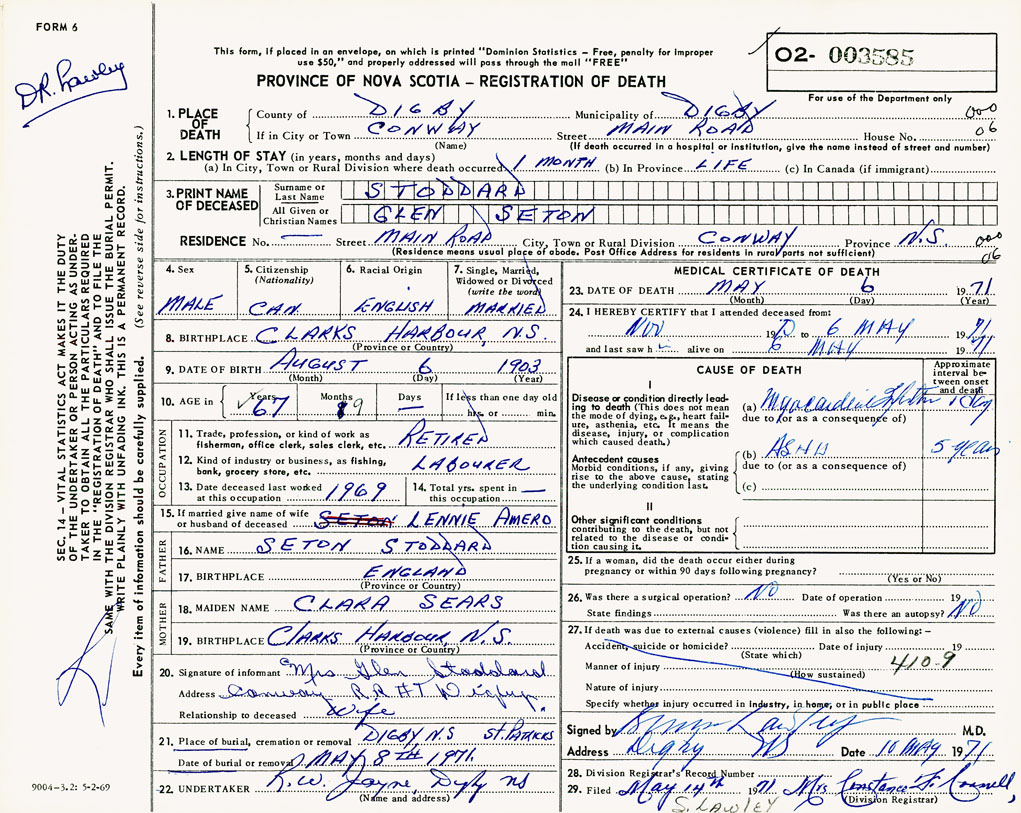 FORM 6
DR. Lawley
This form, if placed in an envelope, on which is printed "Dominion Statistics – Free, penalty for improper
use $50," and properly addressed will pass through the mail "FREE"
PROVINCE OF NOVA SCOTIA – REGISTRATION OF DEATH
O2- 003585
For use of the Department only
1. PLACE OF DEATH
County of DIGBY Municipality of DIGBY 000
If in City or Town CONWAY Street MAIN ROAD House No. 06
(Name) (If death occurred in a hospital or institution, give the name instead of street and number)
2. LENGTH OF STAY (in years, months and days)
(a) In City, Town or Rural Division where death occurred 1 MONTH (b) In Province LIFE (c) In Canada (if immigrant)
3. PRINT NAME OF DECEASED
Surname or Last Name STODDARD
All Given or Christian Names GLEN SETON
RESIDENCE No. — Street MAIN ROAD City, Town or Rural Division CONWAY Province N.S. 000
(Residence means usual place of abode. Post Office Address for residents in rural parts not sufficient) 06
4. Sex MALE
5. Citizenship (Nationality) CAN.
6. Racial Origin ENGLISH
7. Single, Married, Widowed or Divorced (write the word) MARRIED
8. BIRTHPLACE CLARKS HARBOUR, N.S.
(Province or Country)
9. DATE OF BIRTH AUGUST 6 1903
(Month) (Day) (Year)
10. AGE in Years 67 Months 9 Days — If less than one day old hrs. or min.
OCCUPATION
11. Trade, profession, or kind of work as fisherman, office clerk, sales clerk, etc. RETIRED
12. Kind of industry or business, as fishing, bank, grocery store, etc. LABOURER
13. Date deceased last worked at this occupation 1969
14. Total yrs. spent in this occupation —
15. If married give name of wife or husband of deceased SETON LENNIE AMERO
FATHER
16. NAME SETON STODDARD
17. BIRTHPLACE ENGLAND
(Province or Country)
MOTHER
18. MAIDEN NAME CLARA SEARS
19. BIRTHPLACE CLARKS HARBOUR, N.S.
(Province or Country)
20. Signature of informant Mrs Glen Stoddard
Address Conway R.R #1 Digby
Relationship to deceased Wife
21. Place of burial, cremation or removal DIGBY N.S ST. PATRICKS
Date of burial or removal MAY 8TH 1971
22. UNDERTAKER R.W. Jayne, Digby NS
(Name and address)
MEDICAL CERTIFICATE OF DEATH
23. DATE OF DEATH MAY 6 1971
(Month) (Day)
24. I HEREBY CERTIFY that I attended deceased from:
Nov 1970 to 6 MAY 1971
and last saw h alive on 6 MAY 1971
CAUSE OF DEATH
Approximate interval between onset and death
I
Disease or condition directly leading to death (This does not mean the mode of dying, e.g., heart failure, asthenia, etc. It means the disease, injury, or complication which caused death.)
(a) Myocardial 1 Day
due to (or as a consequence of)
Antecedent causes
Morbid conditions, if any, giving rise to the above cause, stating the underlying condition last.
(b) ASHD 5 years
due to (or as a consequence of)
(c)
II
Other significant conditions contributing to the death, but not related to the disease or condition causing it.
25. If a woman, did the death occur either during
pregnancy or within 90 days following pregnancy?
(Yes or No)
26. Was there a surgical operation? NO Date of operation 19
State findings Was there an autopsy? NO
27. If death was due to external causes (violence) fill in also the following: –
Accident, suicide or homicide? Date of injury 19
(State which) 410-9
Manner of injury
(How sustained)
Nature of injury
Specify whether injury occurred in industry, in home, or in public place
Signed by Lawley M.D.
Address Digby NS Date 10 MAY 1971
28. Division Registrar's Record Number
29. Filed May 14th 1971 Mrs Constance F. Connell,
(Division Registrar)
S. LAWLEY
SEC. 14 – VITAL STATISTICS ACT MAKES IT THE DUTY
OF THE UNDERTAKER OR PERSON ACTING AS UNDER-
TAKER TO OBTAIN ALL THE PARTICULARS REQUIRED
IN THE "REGISTRATION OF DEATH" AND TO FILE THE
SAME WITH THE DIVISION REGISTRAR WHO SHALL ISSUE THE BURIAL PERMIT.
WRITE PLAINLY WITH UNFADING INK. THIS IS A PERMANENT RECORD.
Every item of information should be carefully supplied. (See reverse side for instructions.)
9004-3.2: 5-2-69